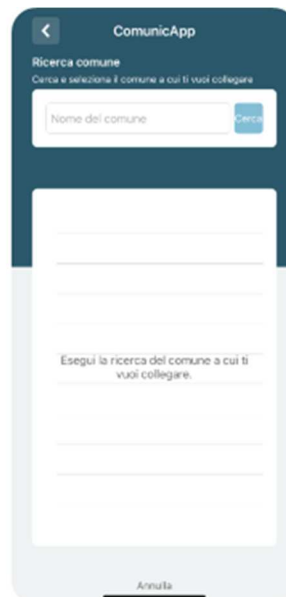 ComunicApp
Ricerca comune
Cerca e seleziona il comune a cui ti vuoi collegare
Nome del comune
Cerca
Esegui la ricerca del comune a cui ti
vuoi collegare.
Annulla